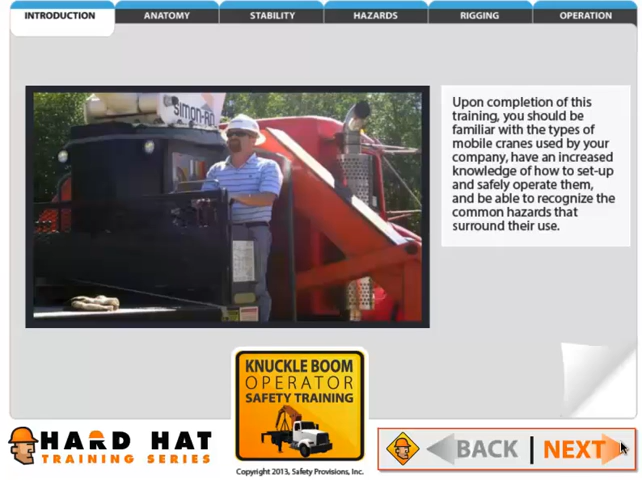 INTRODUCTION
ANATOMY
STABILITY
HAZARDS
RIGGING
OPERATION
SIMON-RO
Upon completion of this
training, you should be
familiar with the types of
mobile cranes used by your
company, have an increased
knowledge of how to set-up
and safely operate them,
and be able to recognize the
common hazards that
surround their use.
KNUCKLE BOOM
OPERATOR
SAFETY TRAINING
HARD HAT
TRAINING SERIES
Copyright 2013, Safety Provisions, Inc.
BACK | NEXT